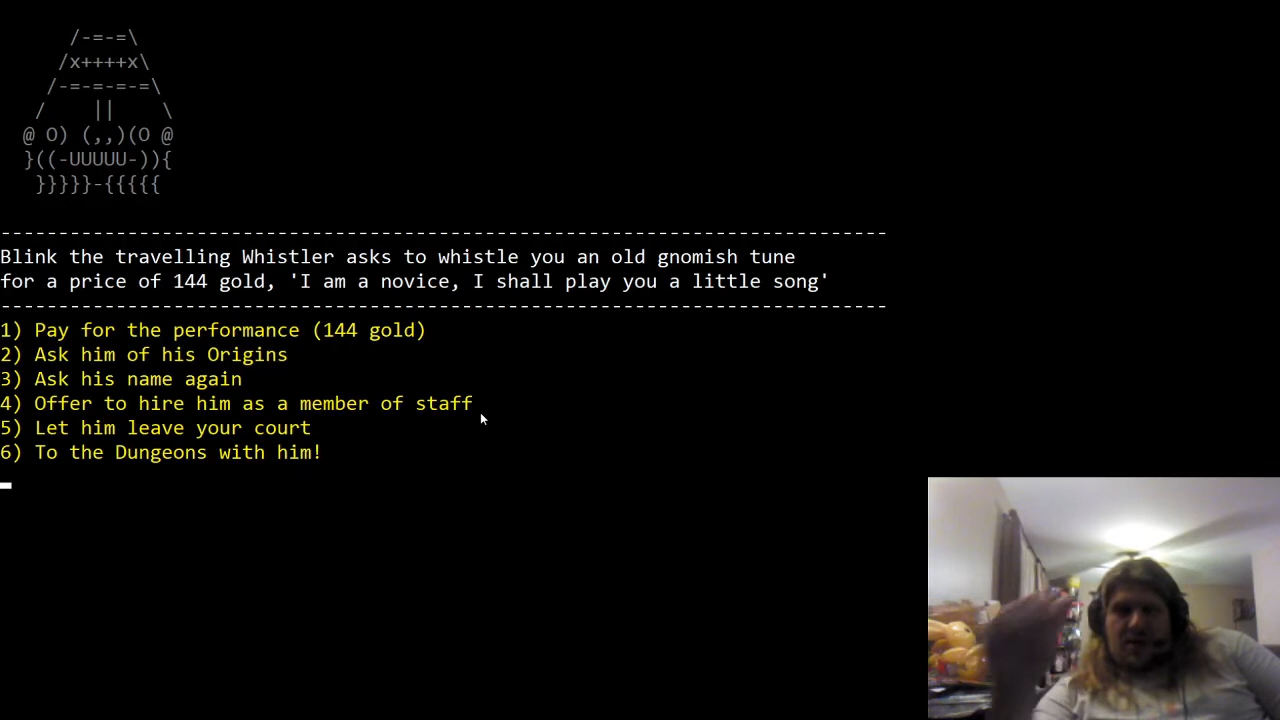 /-=-=\
/x++++x\
/-=-=-=-=\
/    ||    \
@ O) (,,)(O @
}((-UUUUU-)){
}}}}}-{{{{{
-----------------------------------------------------------------------------
Blink the travelling Whistler asks to whistle you an old gnomish tune
for a price of 144 gold, 'I am a novice, I shall play you a little song'
-----------------------------------------------------------------------------
1) Pay for the performance (144 gold)
2) Ask him of his Origins
3) Ask his name again
4) Offer to hire him as a member of staff
5) Let him leave your court
6) To the Dungeons with him!